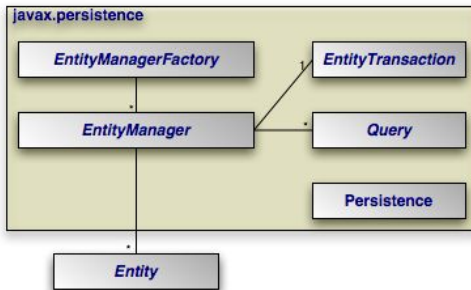 javax.persistence
EntityManagerFactory
1
EntityTransaction
*
EntityManager
*
Query
Persistence
*
Entity